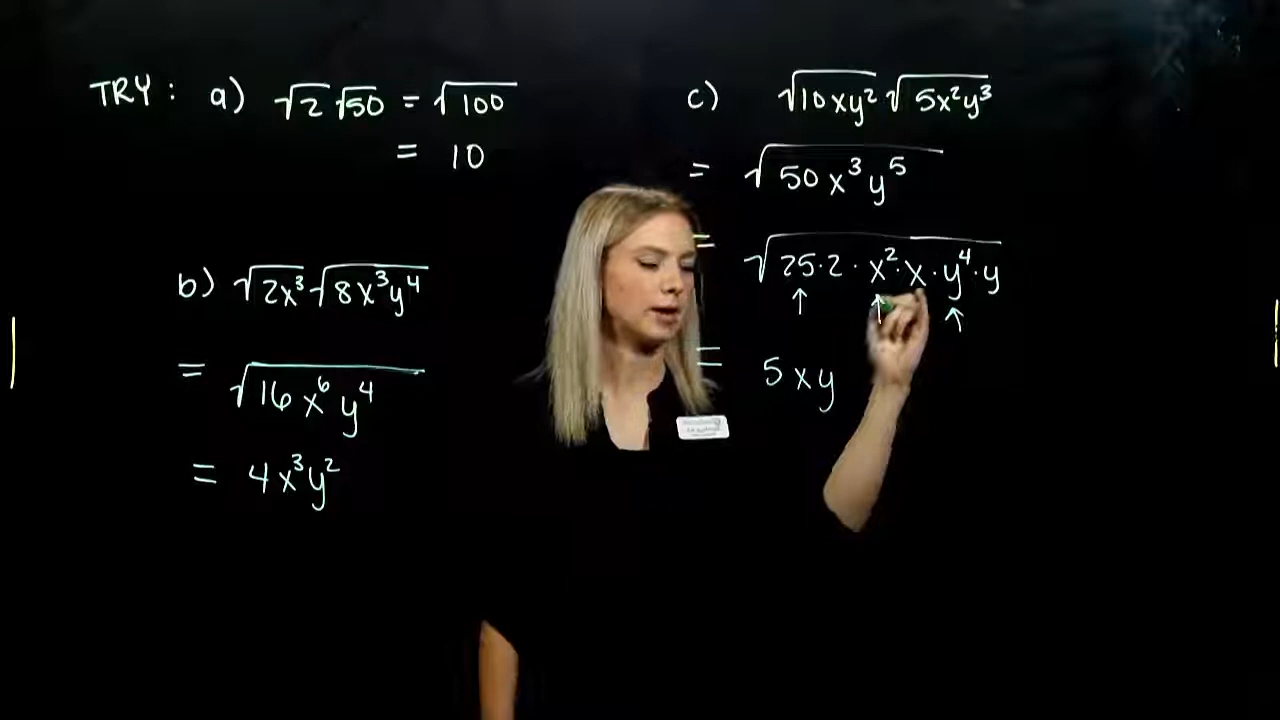 TRY : a) √2 √50 = √100
= 10
b) √2x³ √8x³y⁴
= √16x⁶y⁴
= 4x³y²
c) √10xy² √5x²y³
= √50x³y⁵
= √25·2·x²·x·y⁴·y
= 5xy